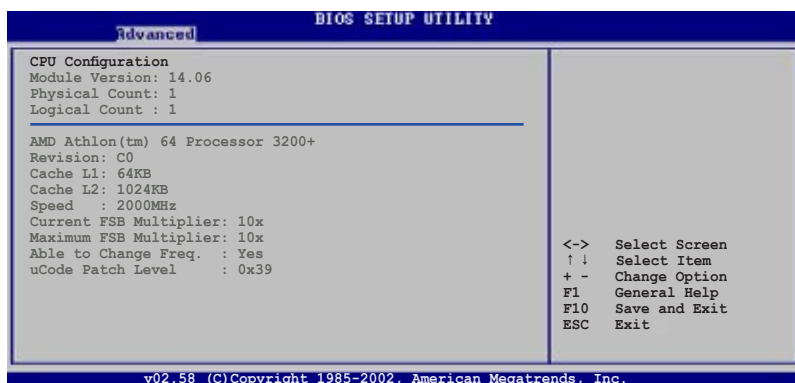 BIOS SETUP UTILITY
Advanced
CPU Configuration
Module Version: 14.06
Physical Count: 1
Logical Count : 1
AMD Athlon(tm) 64 Processor 3200+
Revision: C0
Cache L1: 64KB
Cache L2: 1024KB
Speed : 2000MHz
Current FSB Multiplier: 10x
Maximum FSB Multiplier: 10x
Able to Change Freq. : Yes
uCode Patch Level : 0x39
<-> Select Screen
↑↓ Select Item
+ - Change Option
F1 General Help
F10 Save and Exit
ESC Exit
v02.58 (C)Copyright 1985-2002, American Megatrends, Inc.